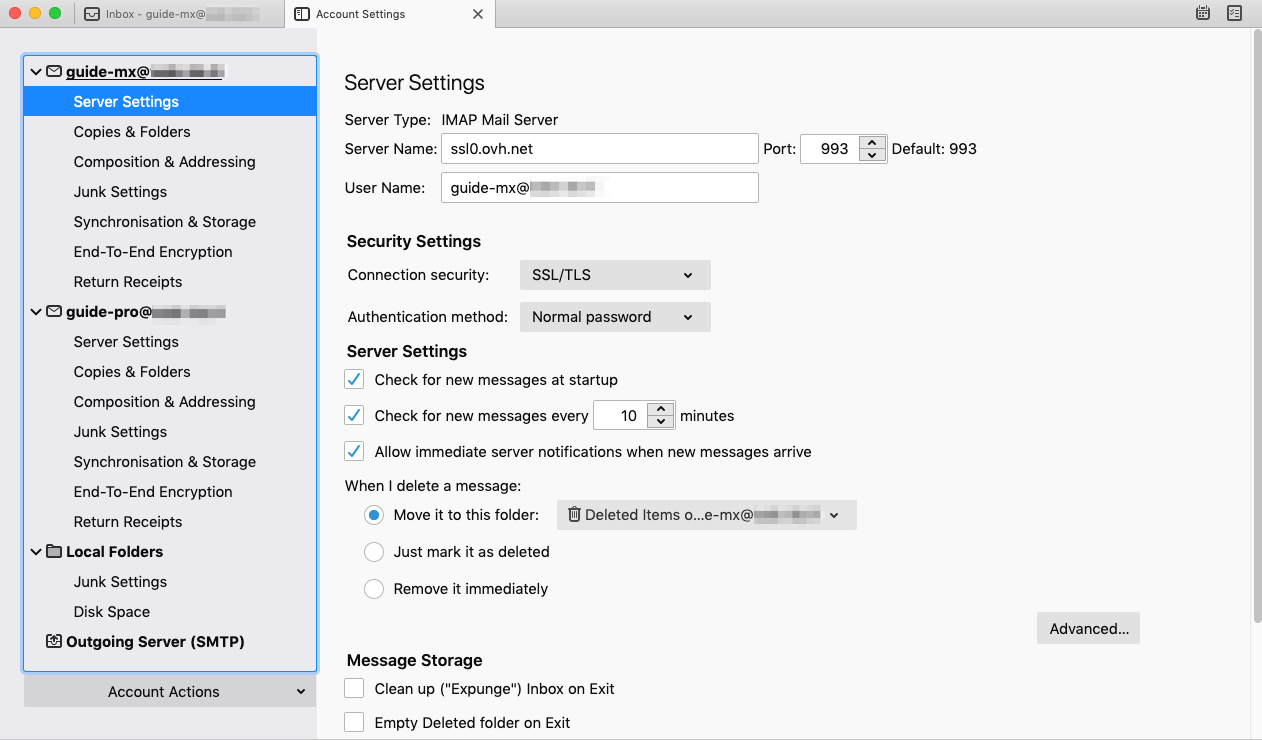 Inbox - guide-mx@
Account Settings
guide-mx@
Server Settings
Copies & Folders
Composition & Addressing
Junk Settings
Synchronisation & Storage
End-To-End Encryption
Return Receipts
guide-pro@
Server Settings
Copies & Folders
Composition & Addressing
Junk Settings
Synchronisation & Storage
End-To-End Encryption
Return Receipts
Local Folders
Junk Settings
Disk Space
Outgoing Server (SMTP)
Account Actions
Server Settings
Server Type: IMAP Mail Server
Server Name: ssl0.ovh.net Port: 993 Default: 993
User Name: guide-mx@
Security Settings
Connection security: SSL/TLS
Authentication method: Normal password
Server Settings
Check for new messages at startup
Check for new messages every 10 minutes
Allow immediate server notifications when new messages arrive
When I delete a message:
Move it to this folder: Deleted Items o...e-mx@
Just mark it as deleted
Remove it immediately
Advanced...
Message Storage
Clean up ("Expunge") Inbox on Exit
Empty Deleted folder on Exit